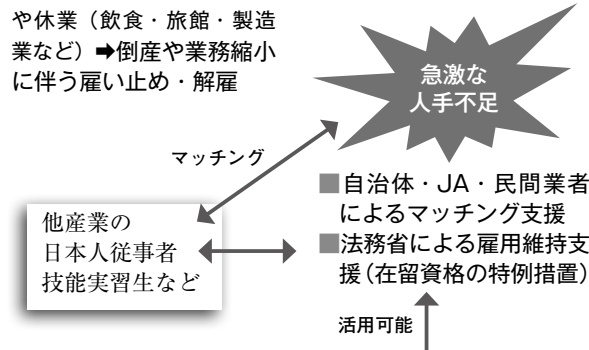 や休業（飲食・旅館・製造
業など）➡倒産や業務縮小
に伴う雇い止め・解雇
急激な
人手不足
マッチング
■自治体・JA・民間業者
によるマッチング支援
■法務省による雇用維持支
援（在留資格の特例措置）
他産業の
日本人従事者
技能実習生など
活用可能